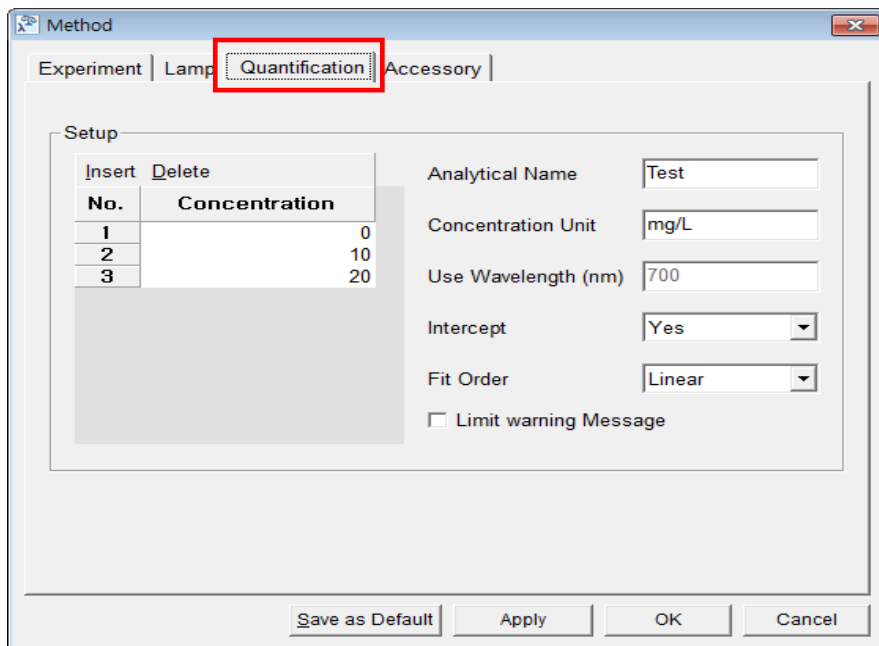 Method
Experiment Lamp Quantification Accessory
Setup
Insert Delete
No. Concentration
1 0
2 10
3 20
Analytical Name Test
Concentration Unit mg/L
Use Wavelength (nm) 700
Intercept Yes
Fit Order Linear
Limit warning Message
Save as Default Apply OK Cancel